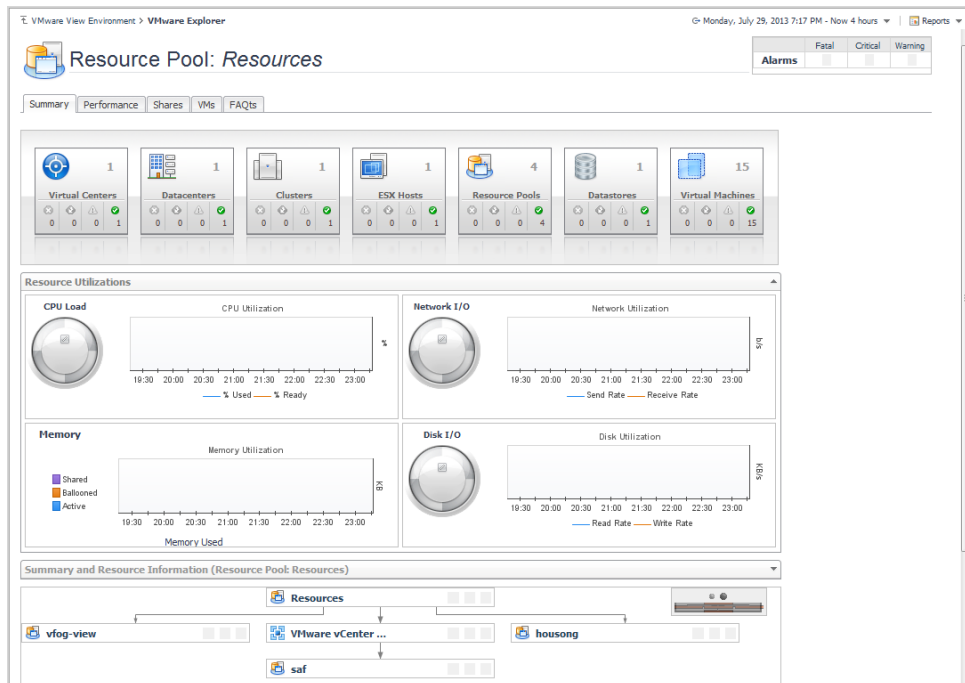 VMware View Environment > VMware Explorer
Monday, July 29, 2013 7:17 PM - Now 4 hours
Reports
Resource Pool: Resources
Fatal Critical Warning
Alarms
Summary Performance Shares VMs FAQts
1 1 1 1 4 1 15
Virtual Centers Datacenters Clusters ESX Hosts Resource Pools Datastores Virtual Machines
0 0 0 1 0 0 0 1 0 0 0 1 0 0 0 1 0 0 0 4 0 0 0 1 0 0 0 15
Resource Utilizations
CPU Load
CPU Utilization
%
19:30 20:00 20:30 21:00 21:30 22:00 22:30 23:00
% Used % Ready
Network I/O
Network Utilization
b/s
19:30 20:00 20:30 21:00 21:30 22:00 22:30 23:00
Send Rate Receive Rate
Memory
Memory Utilization
Shared
Ballooned
Active
KB
19:30 20:00 20:30 21:00 21:30 22:00 22:30 23:00
Memory Used
Disk I/O
Disk Utilization
KB/s
19:30 20:00 20:30 21:00 21:30 22:00 22:30 23:00
Read Rate Write Rate
Summary and Resource Information (Resource Pool: Resources)
Resources
vfog-view
VMware vCenter ...
housong
saf